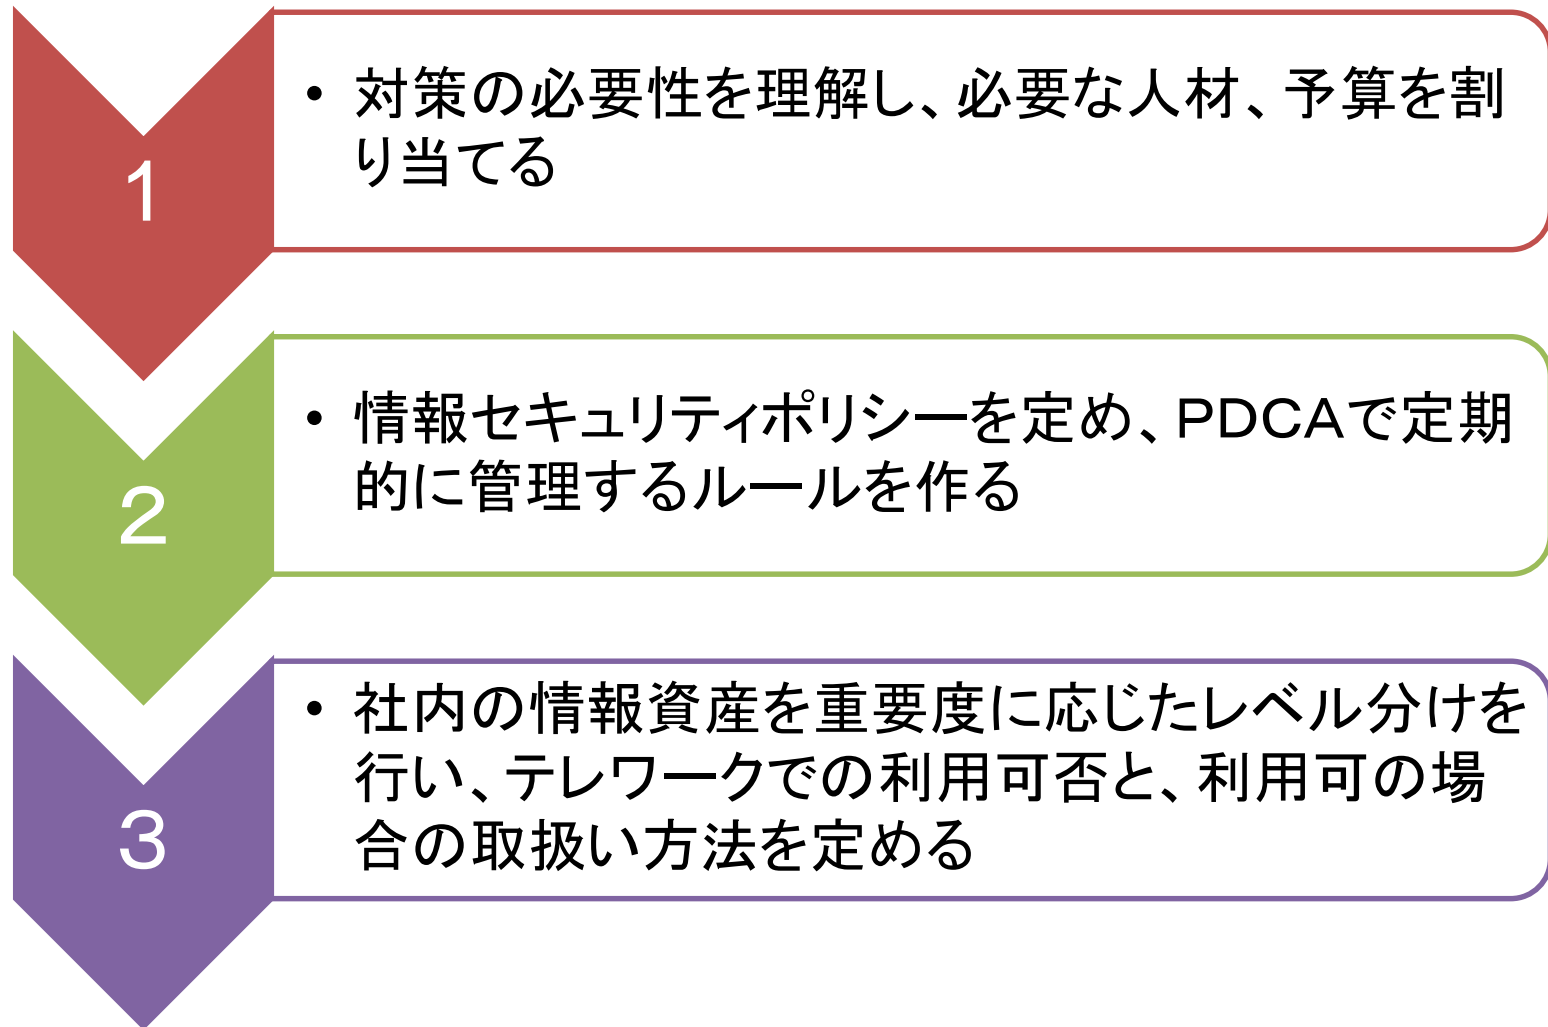 1
• 対策の必要性を理解し、必要な人材、予算を割
り当てる
2
• 情報セキュリティポリシーを定め、PDCAで定期
的に管理するルールを作る
3
• 社内の情報資産を重要度に応じたレベル分けを
行い、テレワークでの利用可否と、利用可の場
合の取扱い方法を定める